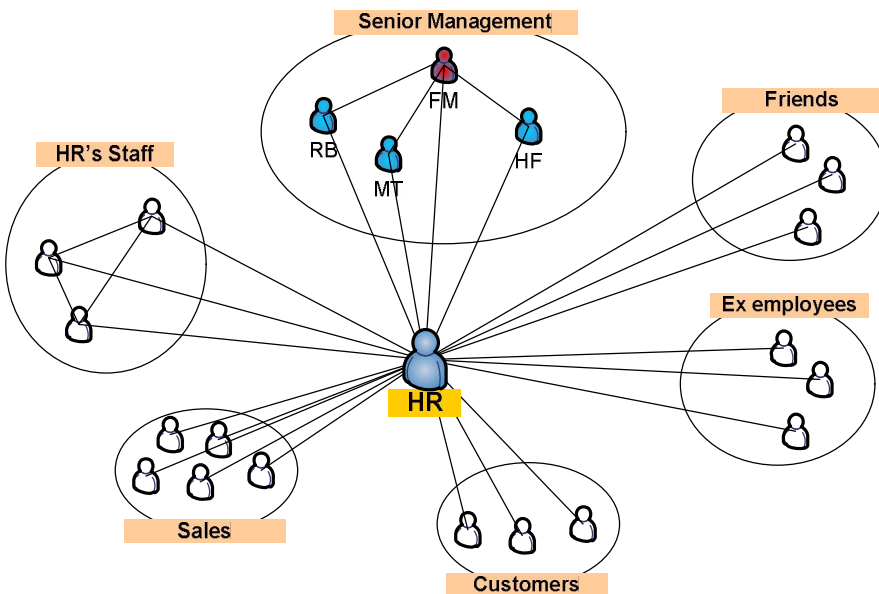 Senior Management
FM
RB
MT
HF
Friends
HR's Staff
Ex employees
HR
Sales
Customers